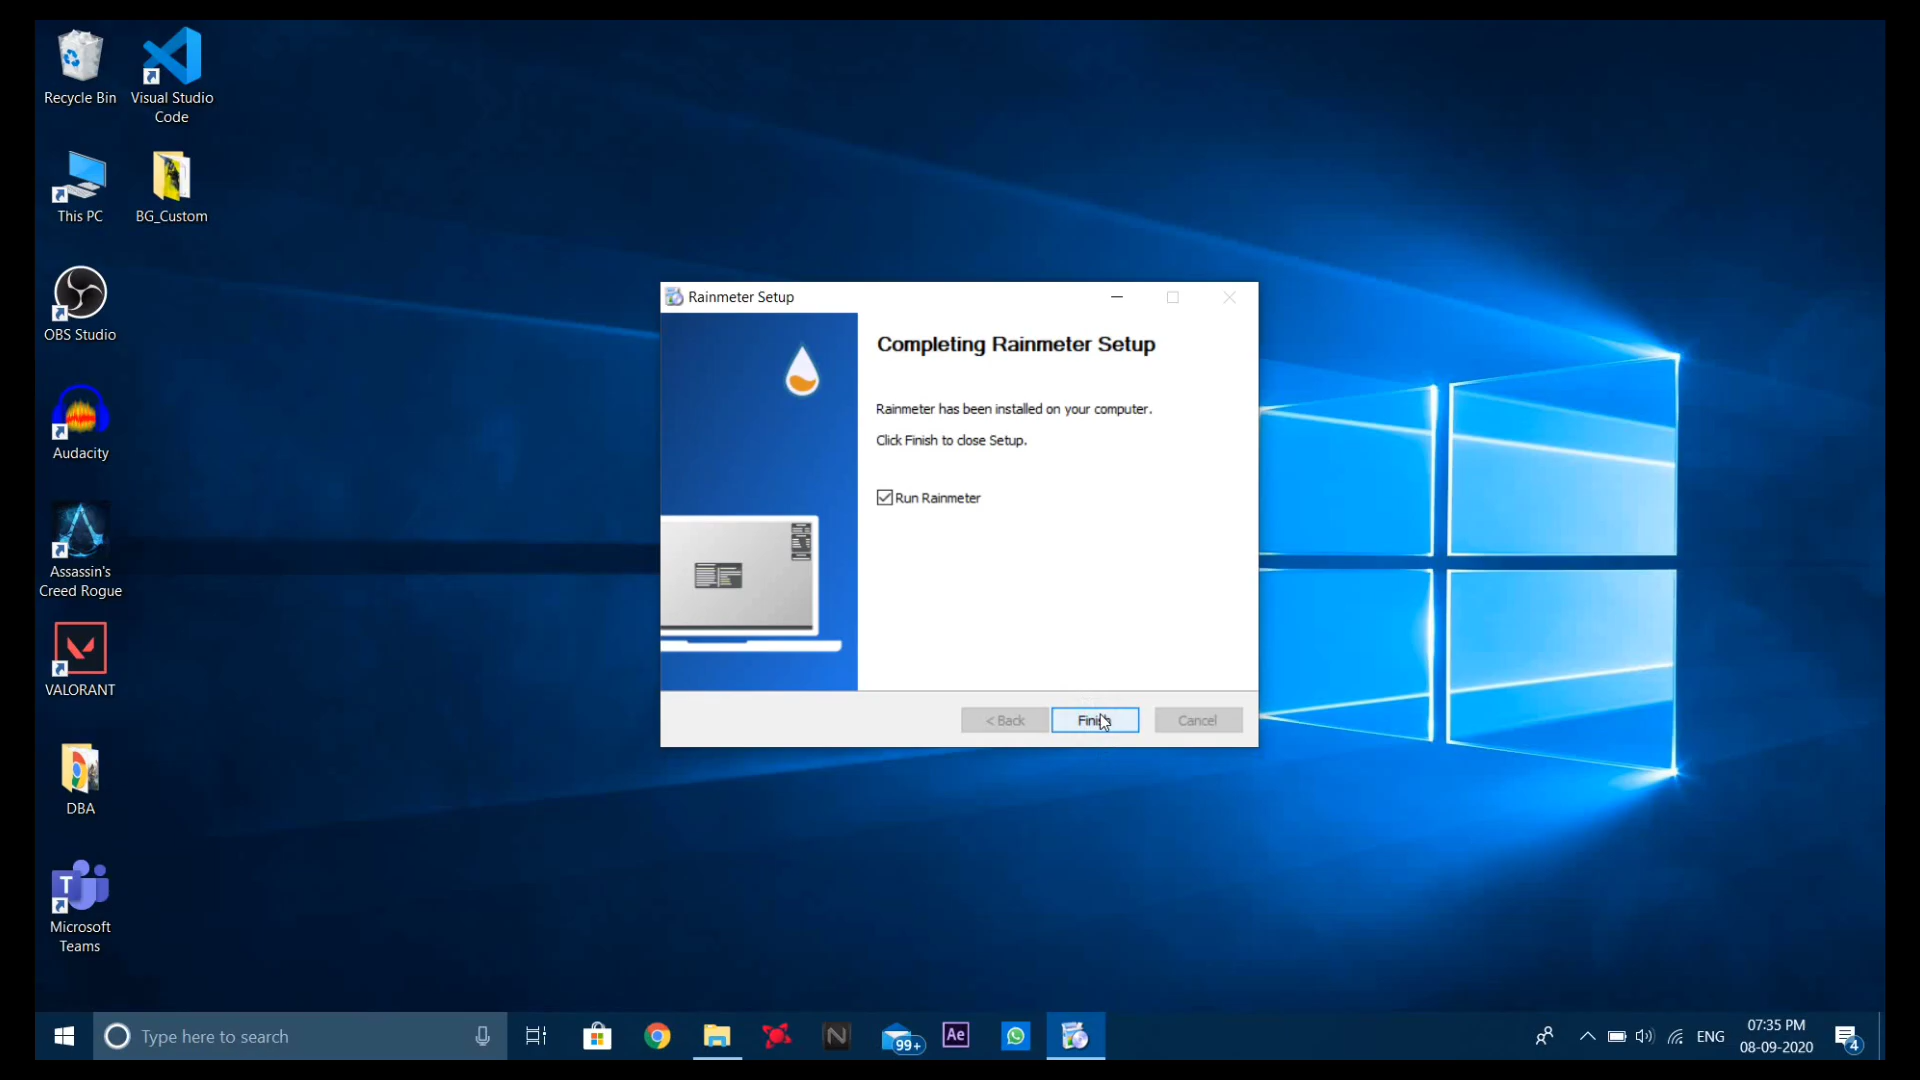 Recycle Bin
Visual Studio
Code
This PC
BG_Custom
OBS Studio
Audacity
Assassin's
Creed Rogue
VALORANT
DBA
T
Microsoft
Teams
Rainmeter Setup
Completing Rainmeter Setup
Rainmeter has been installed on your computer.
Click Finish to close Setup.
Run Rainmeter
< Back
Finish
Cancel
Type here to search
N
99+
Ae
ENG
07:35 PM
08-09-2020
4